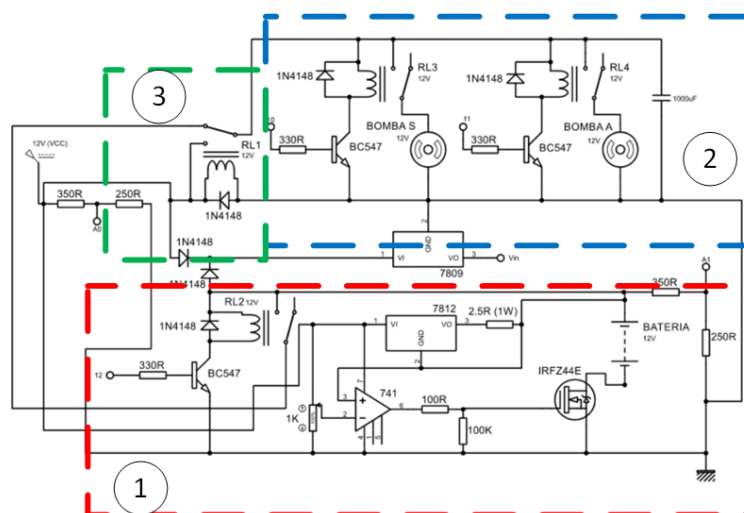 3
1N4148
RL3
12V
1N4148
RL4
12V
1000uF
12V (VCC)
RL1
12V
330R
BC547
BOMBA S
12V
11
330R
BC547
BOMBA A
12V
2
350R
250R
A0
1N4148
1N4148
1
VI
2
GND
VO
3
Vin
7809
A1
1N4148
RL2
12V
1N4148
1
VI
7812
GND
2
VO
3
2.5R (1W)
350R
BATERIA
12V
250R
12
330R
BC547
1K
100%
741
3
2
7
6
4
1
5
100R
100K
IRFZ44E
1